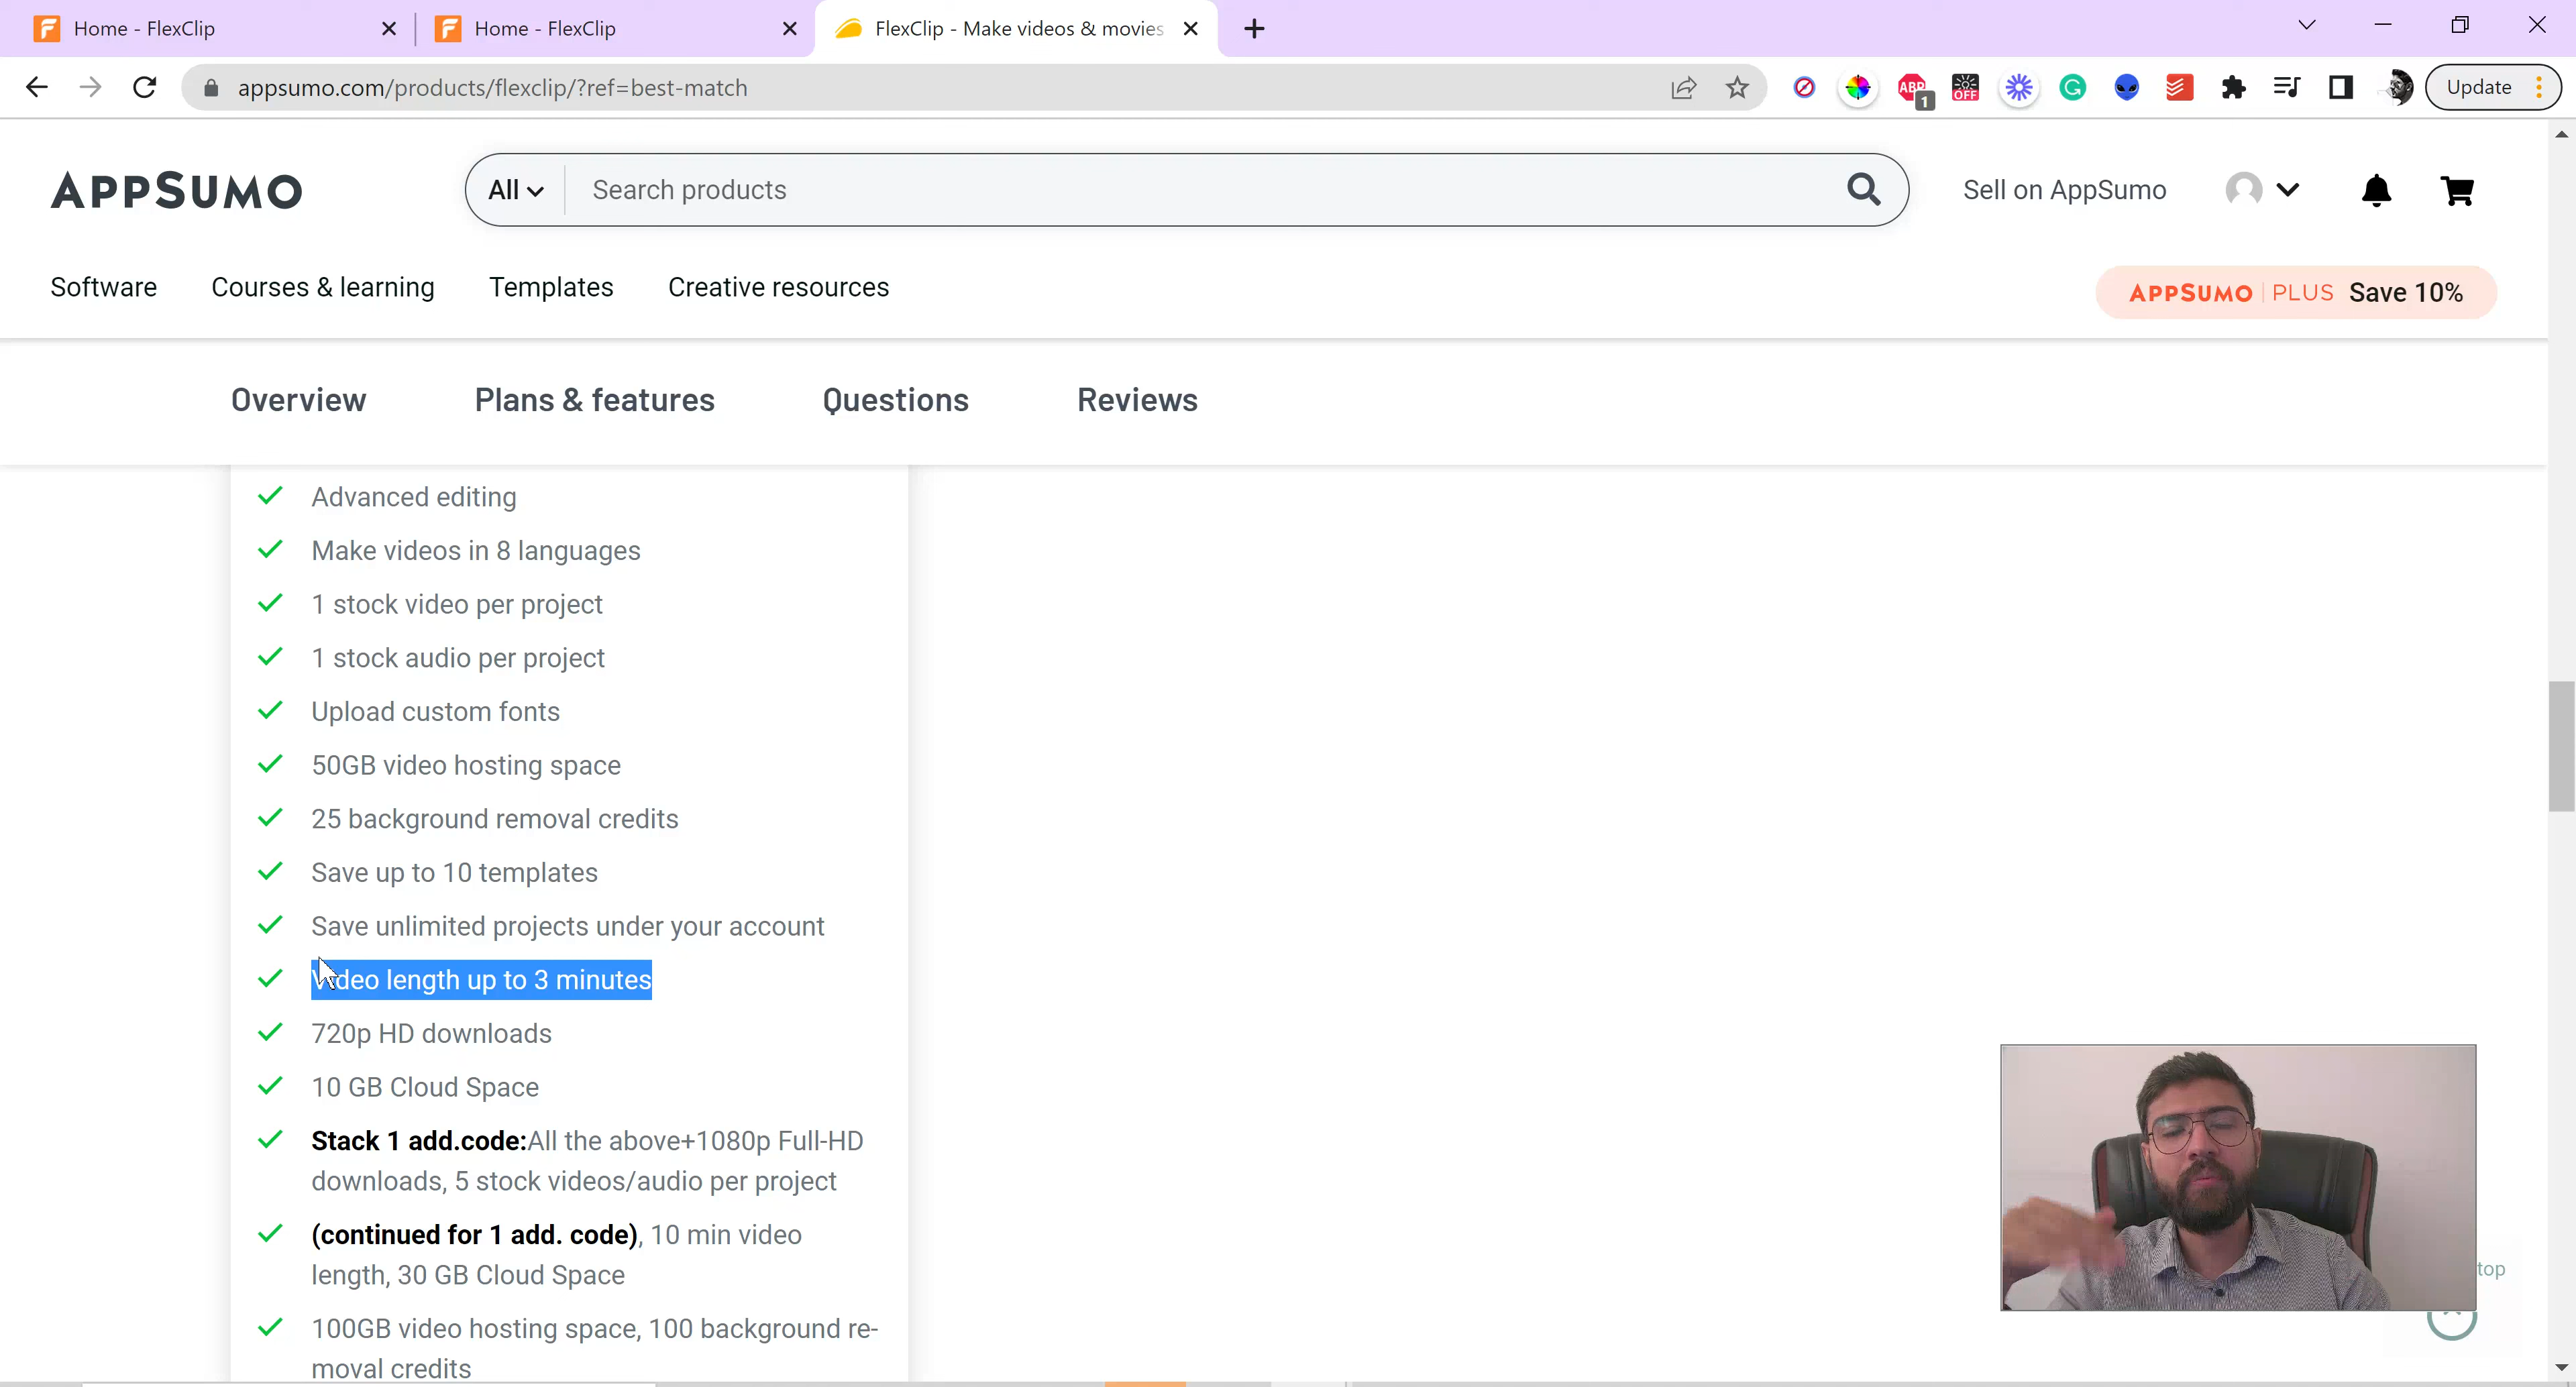 Home - FlexClip
Home - FlexClip
FlexClip - Make videos & movies
appsumo.com/products/flexclip/?ref=best-match
ABP
1
OFF
G
Update
APPSUMO
All
Search products
Sell on AppSumo
Software
Courses & learning
Templates
Creative resources
APPSUMO | PLUS Save 10%
Overview
Plans & features
Questions
Reviews
Advanced editing
Make videos in 8 languages
1 stock video per project
1 stock audio per project
Upload custom fonts
50GB video hosting space
25 background removal credits
Save up to 10 templates
Save unlimited projects under your account
Video length up to 3 minutes
720p HD downloads
10 GB Cloud Space
Stack 1 add.code:All the above+1080p Full-HD
downloads, 5 stock videos/audio per project
(continued for 1 add. code), 10 min video
length, 30 GB Cloud Space
100GB video hosting space, 100 background re-
moval credits
top